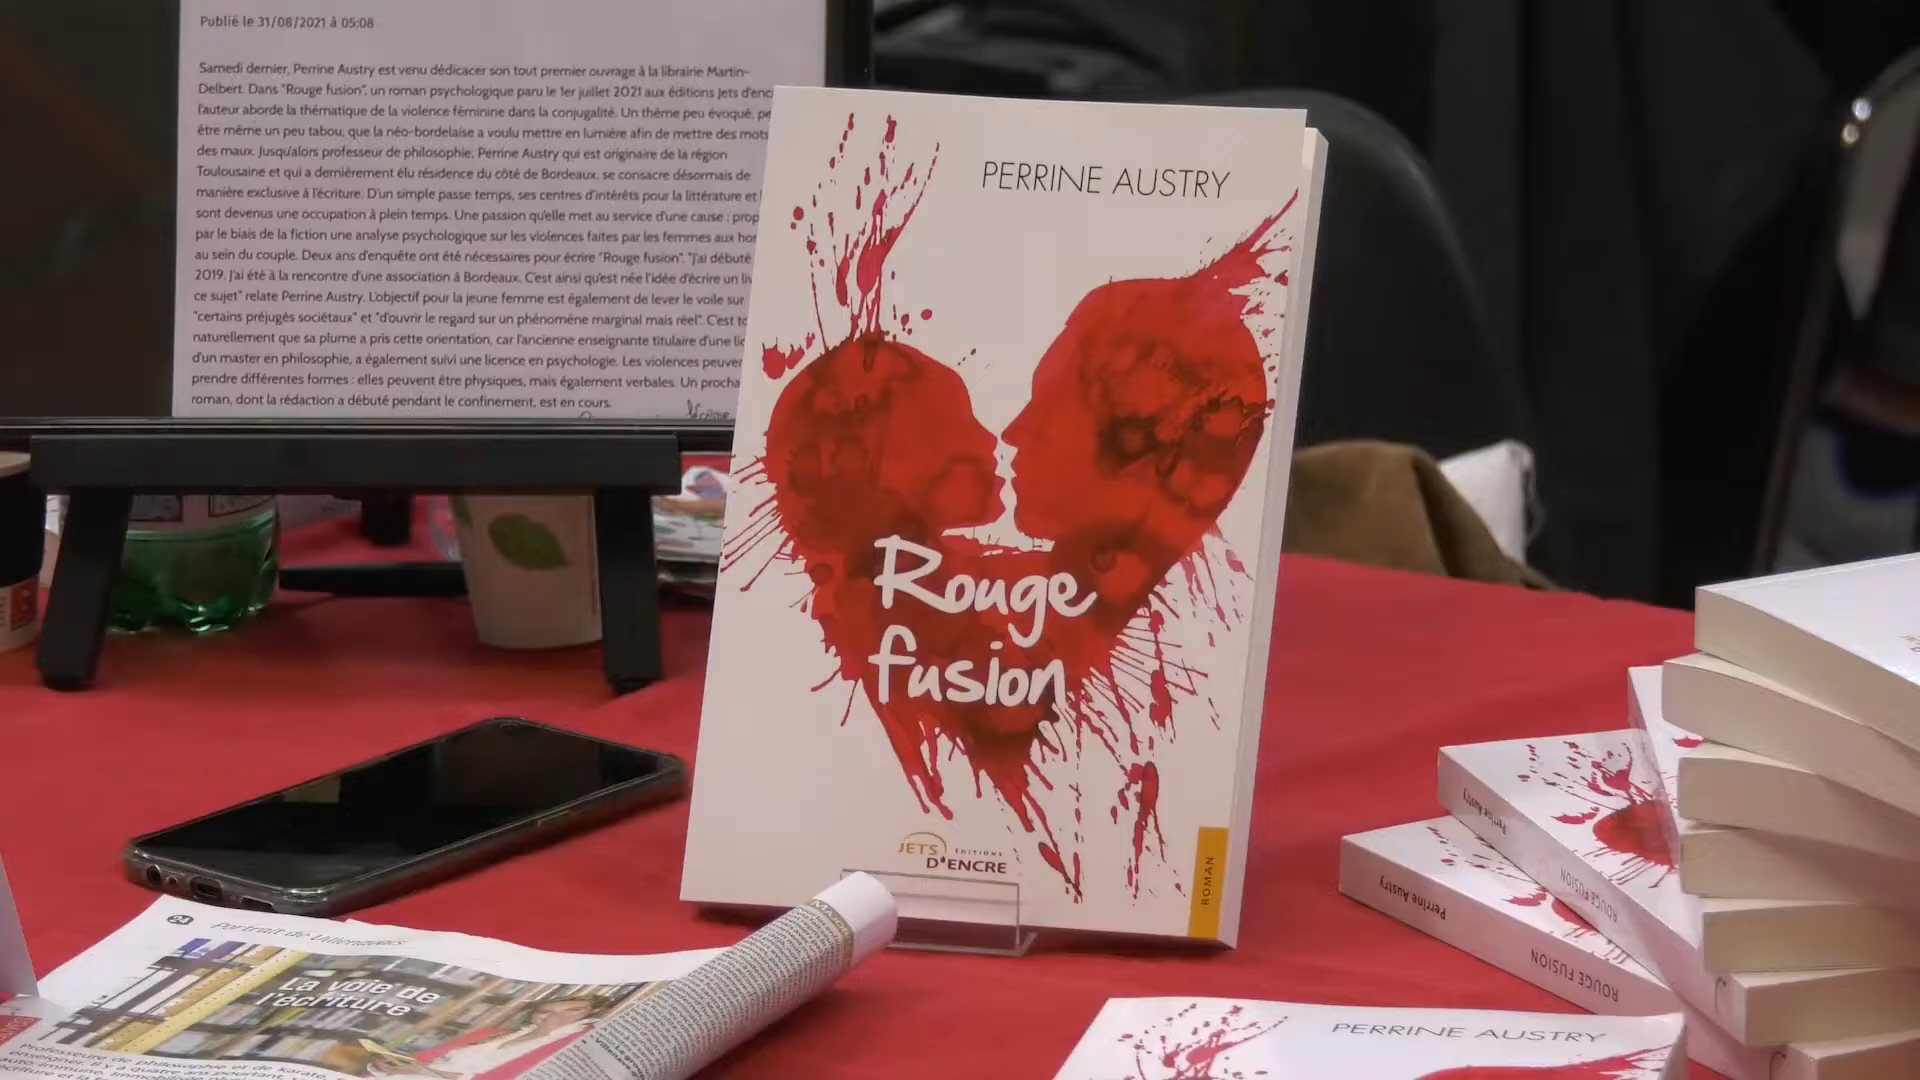 Publié le 31/08/2021 à 05:08
Samedi dernier, Perrine Austry est venu dédicacer son tout premier ouvrage à la librairie Martin-
Delbert. Dans "Rouge fusion", un roman psychologique paru le 1er juillet 2021 aux éditions Jets d'enc
l'auteur aborde la thématique de la violence féminine dans la conjugalité. Un thème peu évoqué, pe
être même un peu tabou, que la néo-bordelaise a voulu mettre en lumière afin de mettre des mots
des maux. Jusqu'alors professeur de philosophie, Perrine Austry qui est originaire de la région
Toulousaine et qui a dernièrement élu résidence du côté de Bordeaux, se consacre désormais de
manière exclusive à l'écriture. D'un simple passe temps, ses centres d'intérêts pour la littérature et
sont devenus une occupation à plein temps. Une passion qu'elle met au service d'une cause : prop
par le biais de la fiction une analyse psychologique sur les violences faites par les femmes aux hor
au sein du couple. Deux ans d'enquête ont été nécessaires pour écrire "Rouge fusion". "J'ai débuté
2019. J'ai été à la rencontre d'une association à Bordeaux. C'est ainsi qu'est née l'idée d'écrire un liv
ce sujet" relate Perrine Austry. L'objectif pour la jeune femme est également de lever le voile sur
"certains préjugés sociétaux" et "d'ouvrir le regard sur un phénomène marginal mais réel". C'est to
naturellement que sa plume a pris cette orientation, car l'ancienne enseignante titulaire d'une lic
d'un master en philosophie, a également suivi une licence en psychologie. Les violences peuver
prendre différentes formes : elles peuvent être physiques, mais également verbales. Un procha
roman, dont la rédaction a débuté pendant le confinement, est en cours.
PERRINE AUSTRY
Rouge
fusion
JETS ÉDITIONS
D'ENCRE
ROMAN
24 Portrait de Villenavais
La voie de
l'écriture
Professeure de philosophie et de karaté,
Perrine Austry
ROUGE FUSION
Perrine Austry
ROUGE FUSION
PERRINE AUSTRY